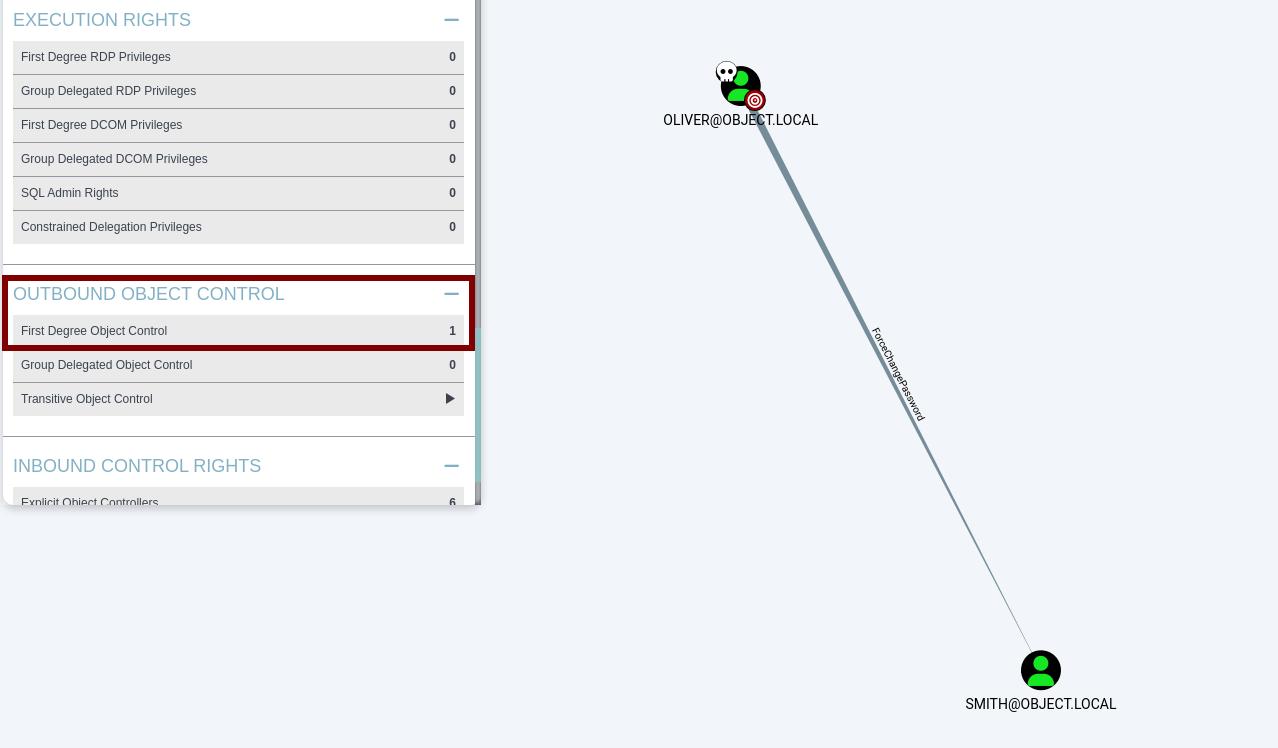 EXECUTION RIGHTS
First Degree RDP Privileges 0
Group Delegated RDP Privileges 0
First Degree DCOM Privileges 0
Group Delegated DCOM Privileges 0
SQL Admin Rights 0
Constrained Delegation Privileges 0
OUTBOUND OBJECT CONTROL
First Degree Object Control 1
Group Delegated Object Control 0
Transitive Object Control
INBOUND CONTROL RIGHTS
Explicit Object Controllers 6
OLIVER@OBJECT.LOCAL
ForceChangePassword
SMITH@OBJECT.LOCAL